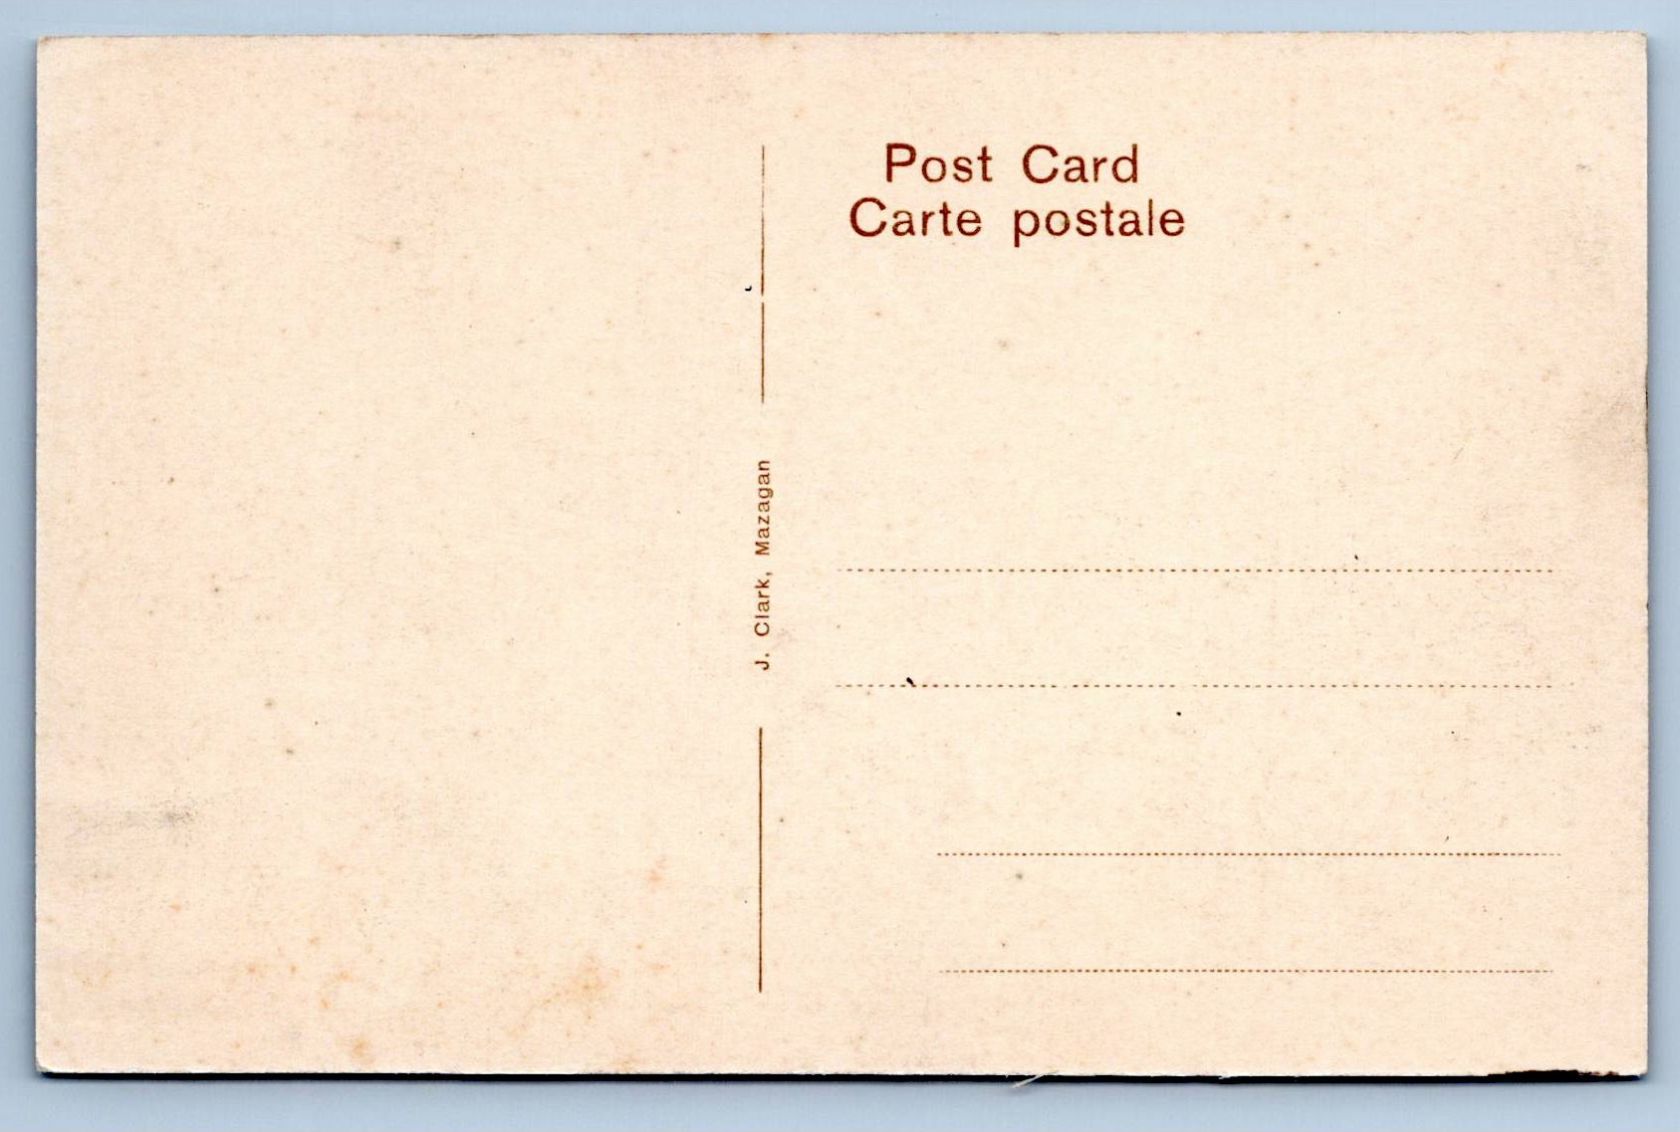 Post Card
Carte postale
J. Clark, Mazagan